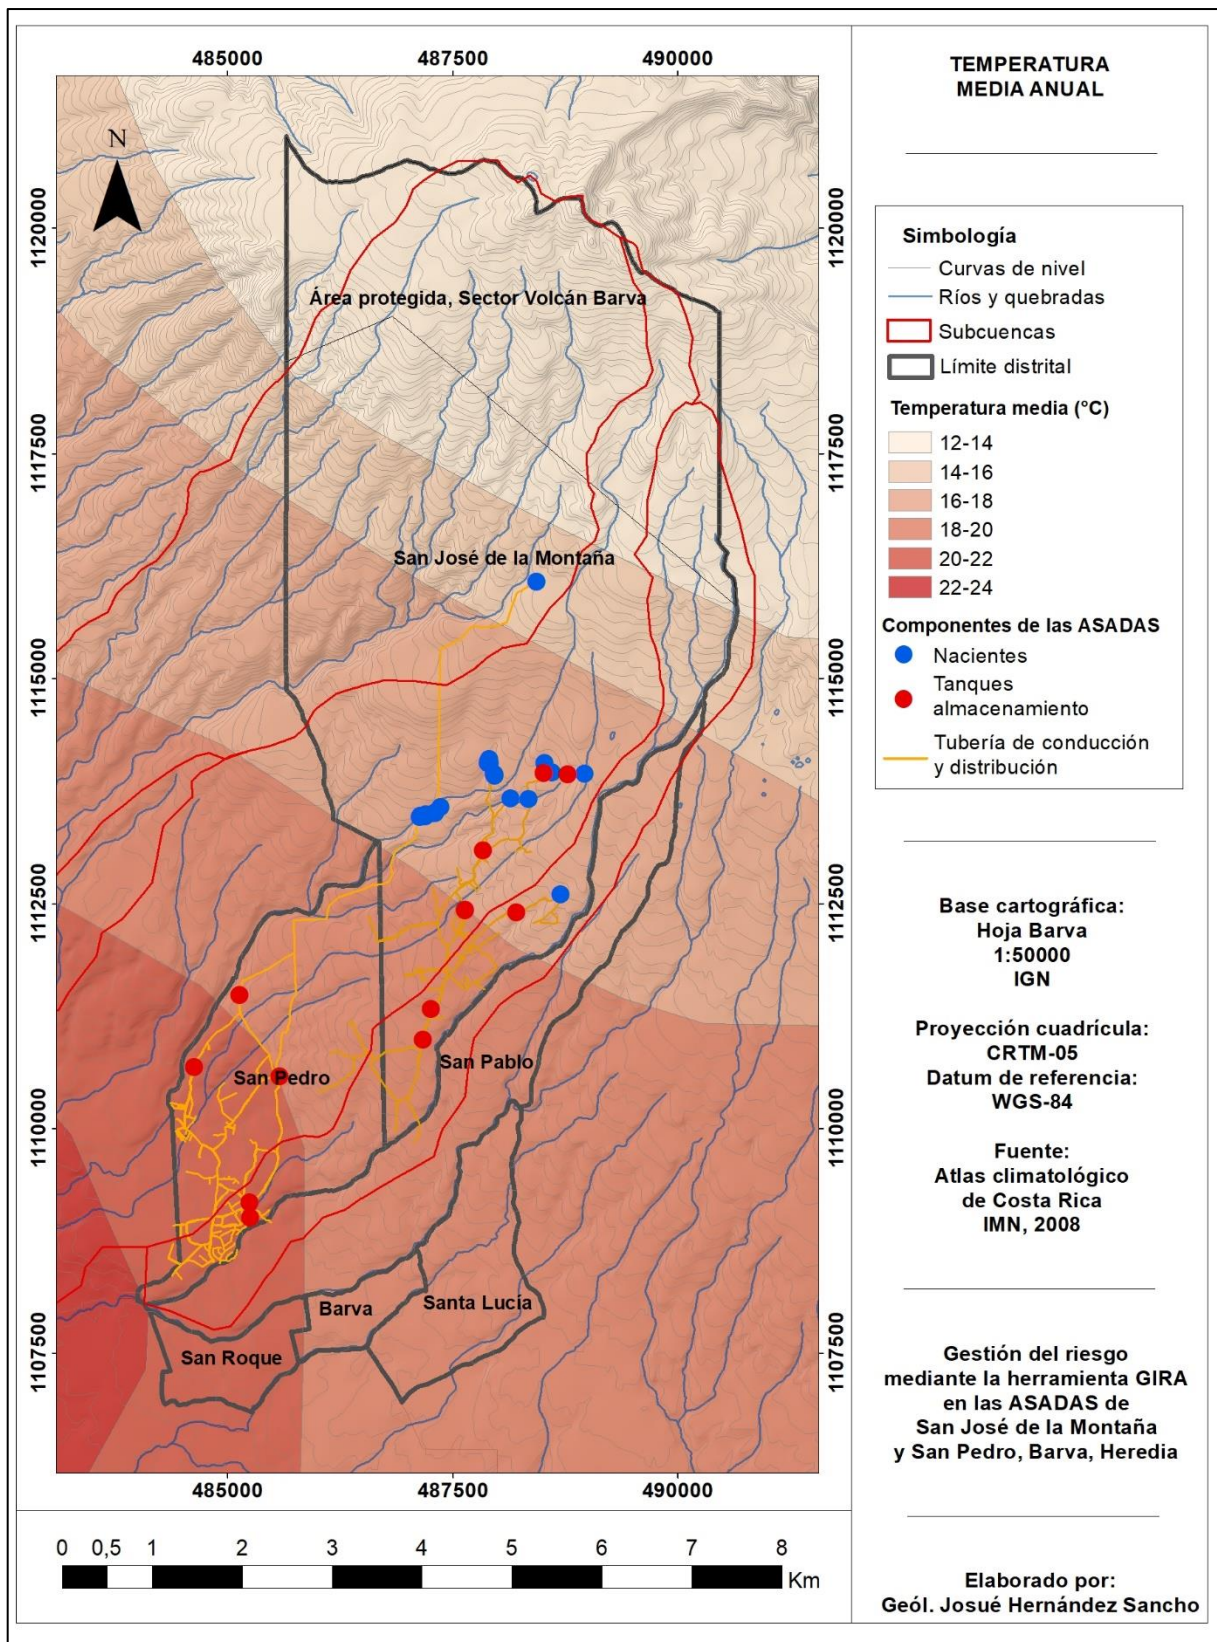 485000
487500
490000
N
1120000
1117500
1115000
1112500
1110000
1107500
1120000
1117500
1115000
1112500
1110000
1107500
Área protegida, Sector Volcán Barva
San José de la Montaña
San Pablo
San Pedro
Barva
Santa Lucía
San Roque
485000
487500
490000
0 0,5 1 2 3 4 5 6 7 8
Km
TEMPERATURA
MEDIA ANUAL
Simbología
Curvas de nivel
Ríos y quebradas
Subcuencas
Límite distrital
Temperatura media (°C)
12-14
14-16
16-18
18-20
20-22
22-24
Componentes de las ASADAS
Nacientes
Tanques
almacenamiento
Tubería de conducción
y distribución
Base cartográfica:
Hoja Barva
1:50000
IGN
Proyección cuadrícula:
CRTM-05
Datum de referencia:
WGS-84
Fuente:
Atlas climatológico
de Costa Rica
IMN, 2008
Gestión del riesgo
mediante la herramienta GIRA
en las ASADAS de
San José de la Montaña
y San Pedro, Barva, Heredia
Elaborado por:
Geól. Josué Hernández Sancho